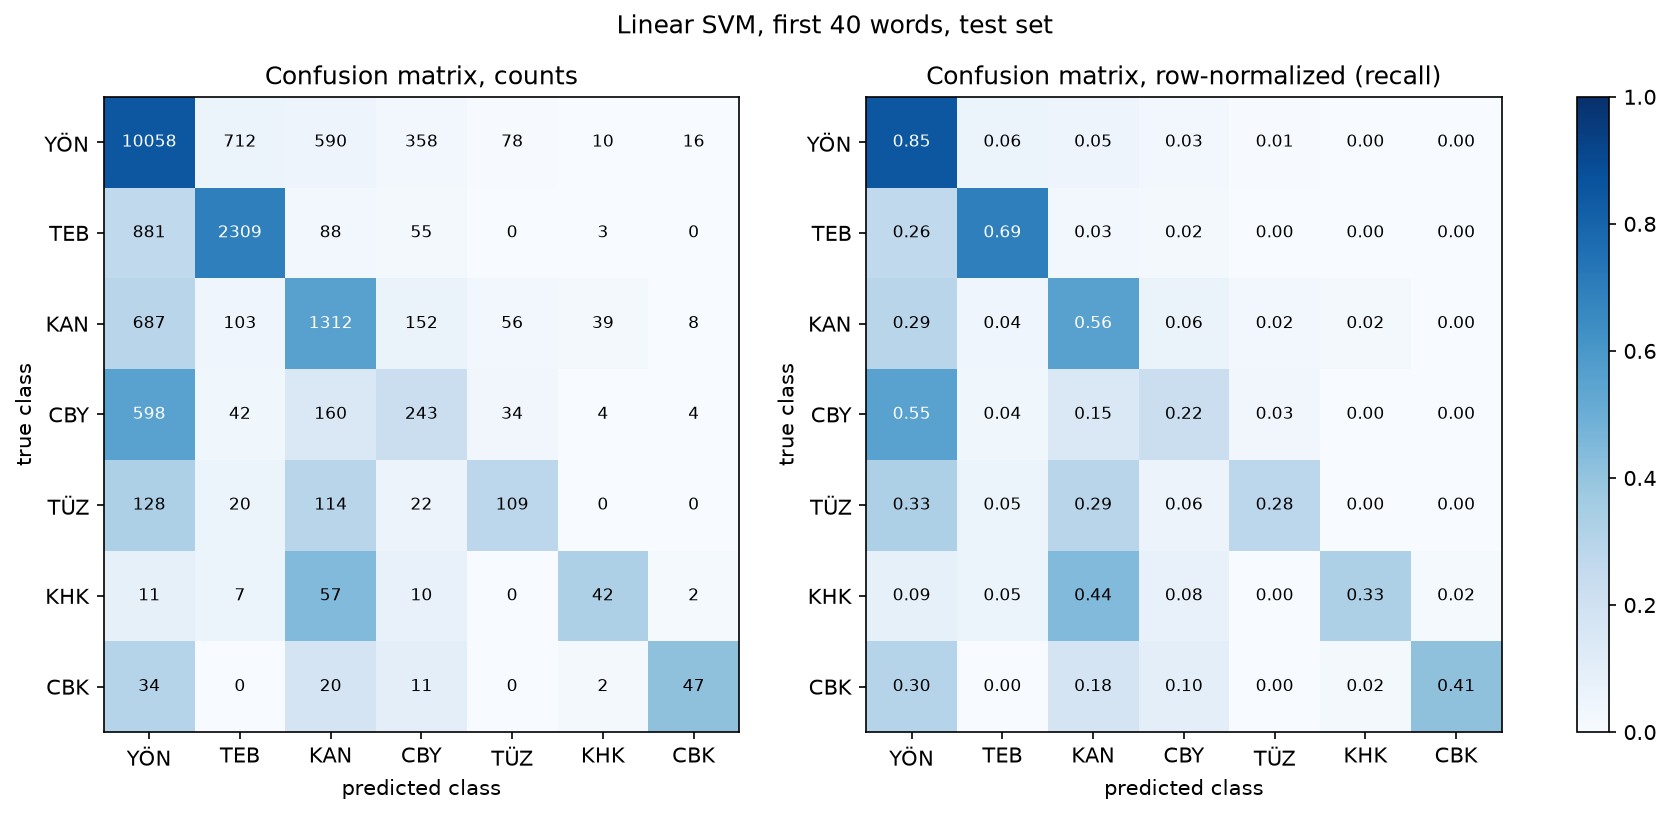 Linear SVM, first 40 words, test set
Confusion matrix, counts
YÖN 10058 712 590 358 78 10 16
TEB 881 2309 88 55 0 3 0
KAN 687 103 1312 152 56 39 8
CBY 598 42 160 243 34 4 4
TÜZ 128 20 114 22 109 0 0
KHK 11 7 57 10 0 42 2
CBK 34 0 20 11 0 2 47
YÖN TEB KAN CBY TÜZ KHK CBK
predicted class
true class
Confusion matrix, row-normalized (recall)
YÖN 0.85 0.06 0.05 0.03 0.01 0.00 0.00
TEB 0.26 0.69 0.03 0.02 0.00 0.00 0.00
KAN 0.29 0.04 0.56 0.06 0.02 0.02 0.00
CBY 0.55 0.04 0.15 0.22 0.03 0.00 0.00
TÜZ 0.33 0.05 0.29 0.06 0.28 0.00 0.00
KHK 0.09 0.05 0.44 0.08 0.00 0.33 0.02
CBK 0.30 0.00 0.18 0.10 0.00 0.02 0.41
YÖN TEB KAN CBY TÜZ KHK CBK
predicted class
true class
1.0
0.8
0.6
0.4
0.2
0.0